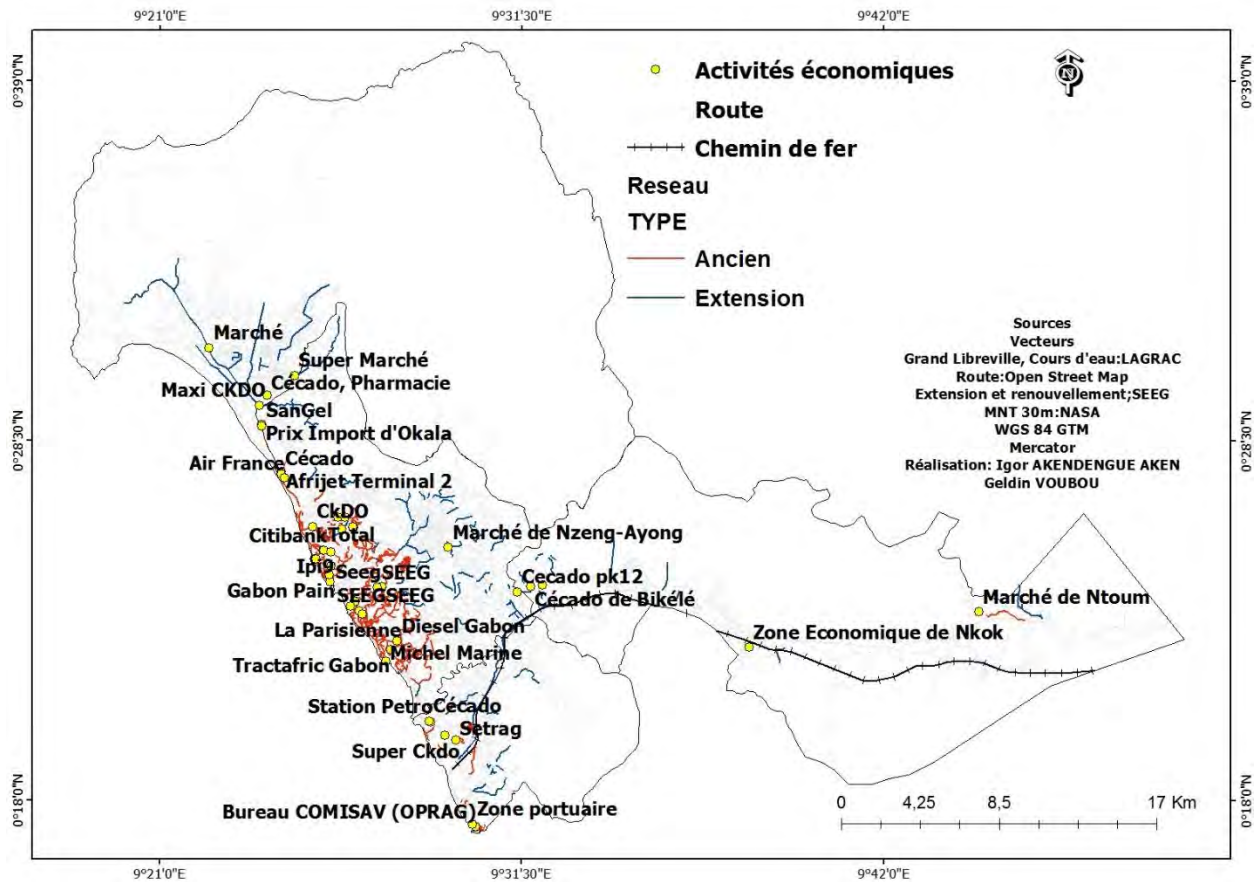 9°21'0"E
9°31'30"E
9°42'0"E
0°39'0"N
0°39'0"N
Activités économiques
N
Route
Chemin de fer
Reseau
TYPE
Ancien
Extension
Sources
Vecteurs
Grand Libreville, Cours d'eau:LAGRAC
Route:Open Street Map
Extension et renouvellement;SEEG
MNT 30m:NASA
WGS 84 GTM
Mercator
Réalisation: Igor AKENDENGUE AKEN
Geldin VOUBOU
Marché
Super Marché
Cécado, Pharmacie
Maxi CKDO
SanGel
Prix Import d'Okala
0°28'30"N
0°28'30"N
Cécado
Air France
Afrijet Terminal 2
CkDO
CitibankTotal
Marché de Nzeng-Ayong
Ipi9
SeegSEEG
Cecado pk12
Gabon Pain
SEEGSEEG
Cécado de Bikélé
Marché de Ntoum
La Parisienne
Diesel Gabon
Zone Economique de Nkok
Michel Marine
Tractafric Gabon
Station Petro
Cécado
Setrag
Super Ckdo
0°18'0"N
0°18'0"N
Bureau COMISAV (OPRAG)
Zone portuaire
0
4,25
8,5
17 Km
9°21'0"E
9°31'30"E
9°42'0"E